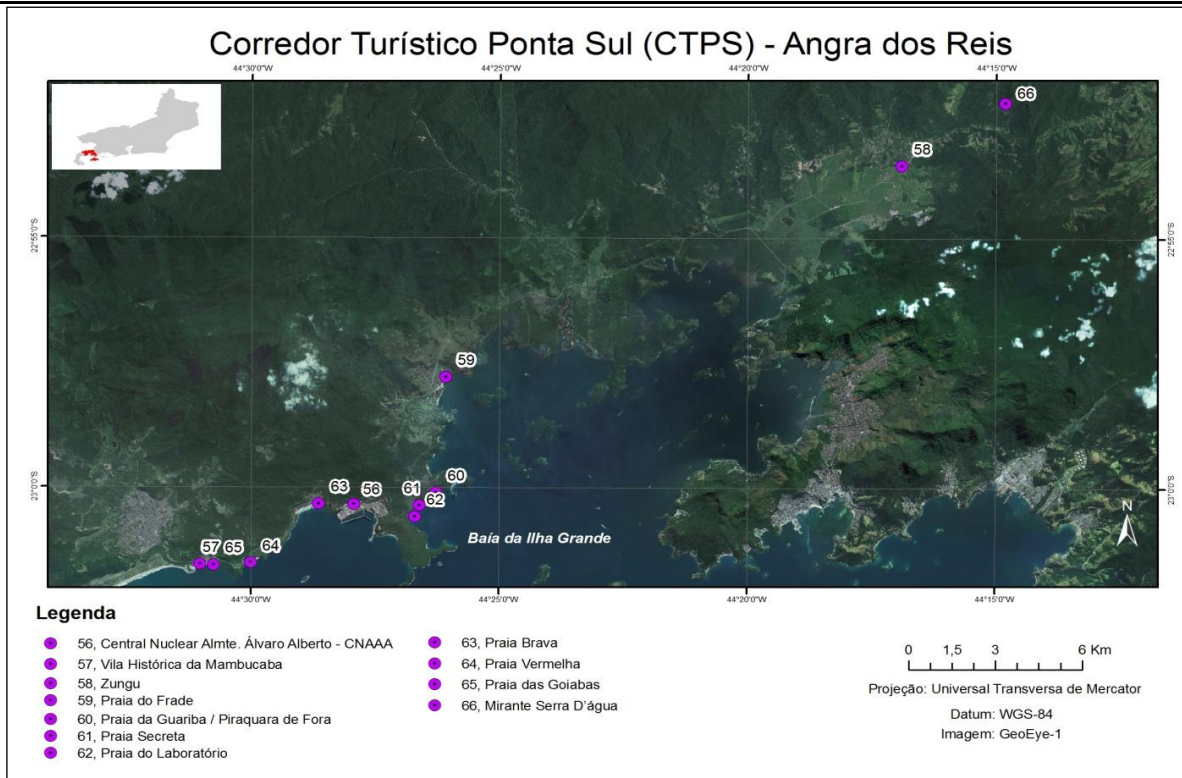 Corredor Turístico Ponta Sul (CTPS) - Angra dos Reis
44°30'0"W 44°25'0"W 44°20'0"W 44°15'0"W
66
58
22°55'0"S 22°55'0"S
59
60
63 56 61
62
23°0'0"S 23°0'0"S
Baía da Ilha Grande
N
57 65 64
44°30'0"W 44°25'0"W 44°20'0"W 44°15'0"W
Legenda
56, Central Nuclear Almte. Álvaro Alberto - CNAAA
57, Vila Histórica da Mambucaba
58, Zungu
59, Praia do Frade
60, Praia da Guariba / Piraquara de Fora
61, Praia Secreta
62, Praia do Laboratório
63, Praia Brava
64, Praia Vermelha
65, Praia das Goiabas
66, Mirante Serra D'água
0 1,5 3 6 Km
Projeção: Universal Transversa de Mercator
Datum: WGS-84
Imagem: GeoEye-1